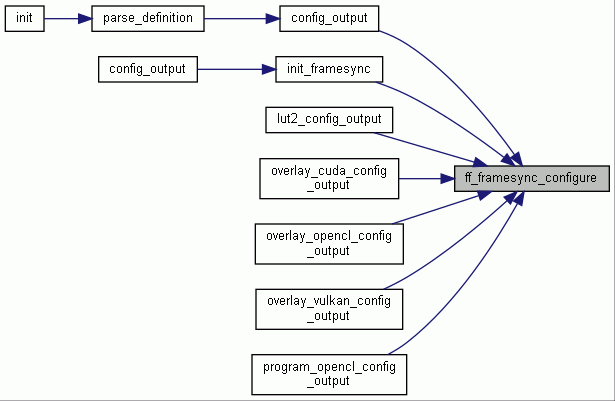 init
parse_definition
config_output
config_output
init_framesync
lut2_config_output
overlay_cuda_config
_output
ff_framesync_configure
overlay_opencl_config
_output
overlay_vulkan_config
_output
program_opencl_config
_output